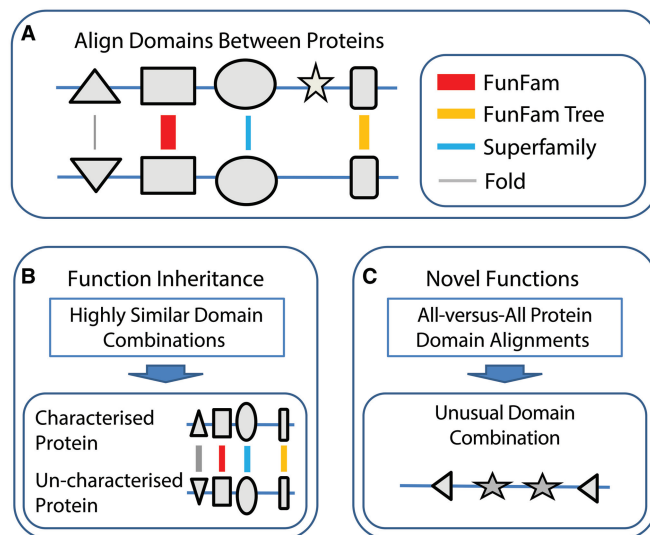 A
Align Domains Between Proteins
FunFam
FunFam Tree
Superfamily
Fold
B
Function Inheritance
Highly Similar Domain
Combinations
Characterised
Protein
Un-characterised
Protein
C
Novel Functions
All-versus-All Protein
Domain Alignments
Unusual Domain
Combination